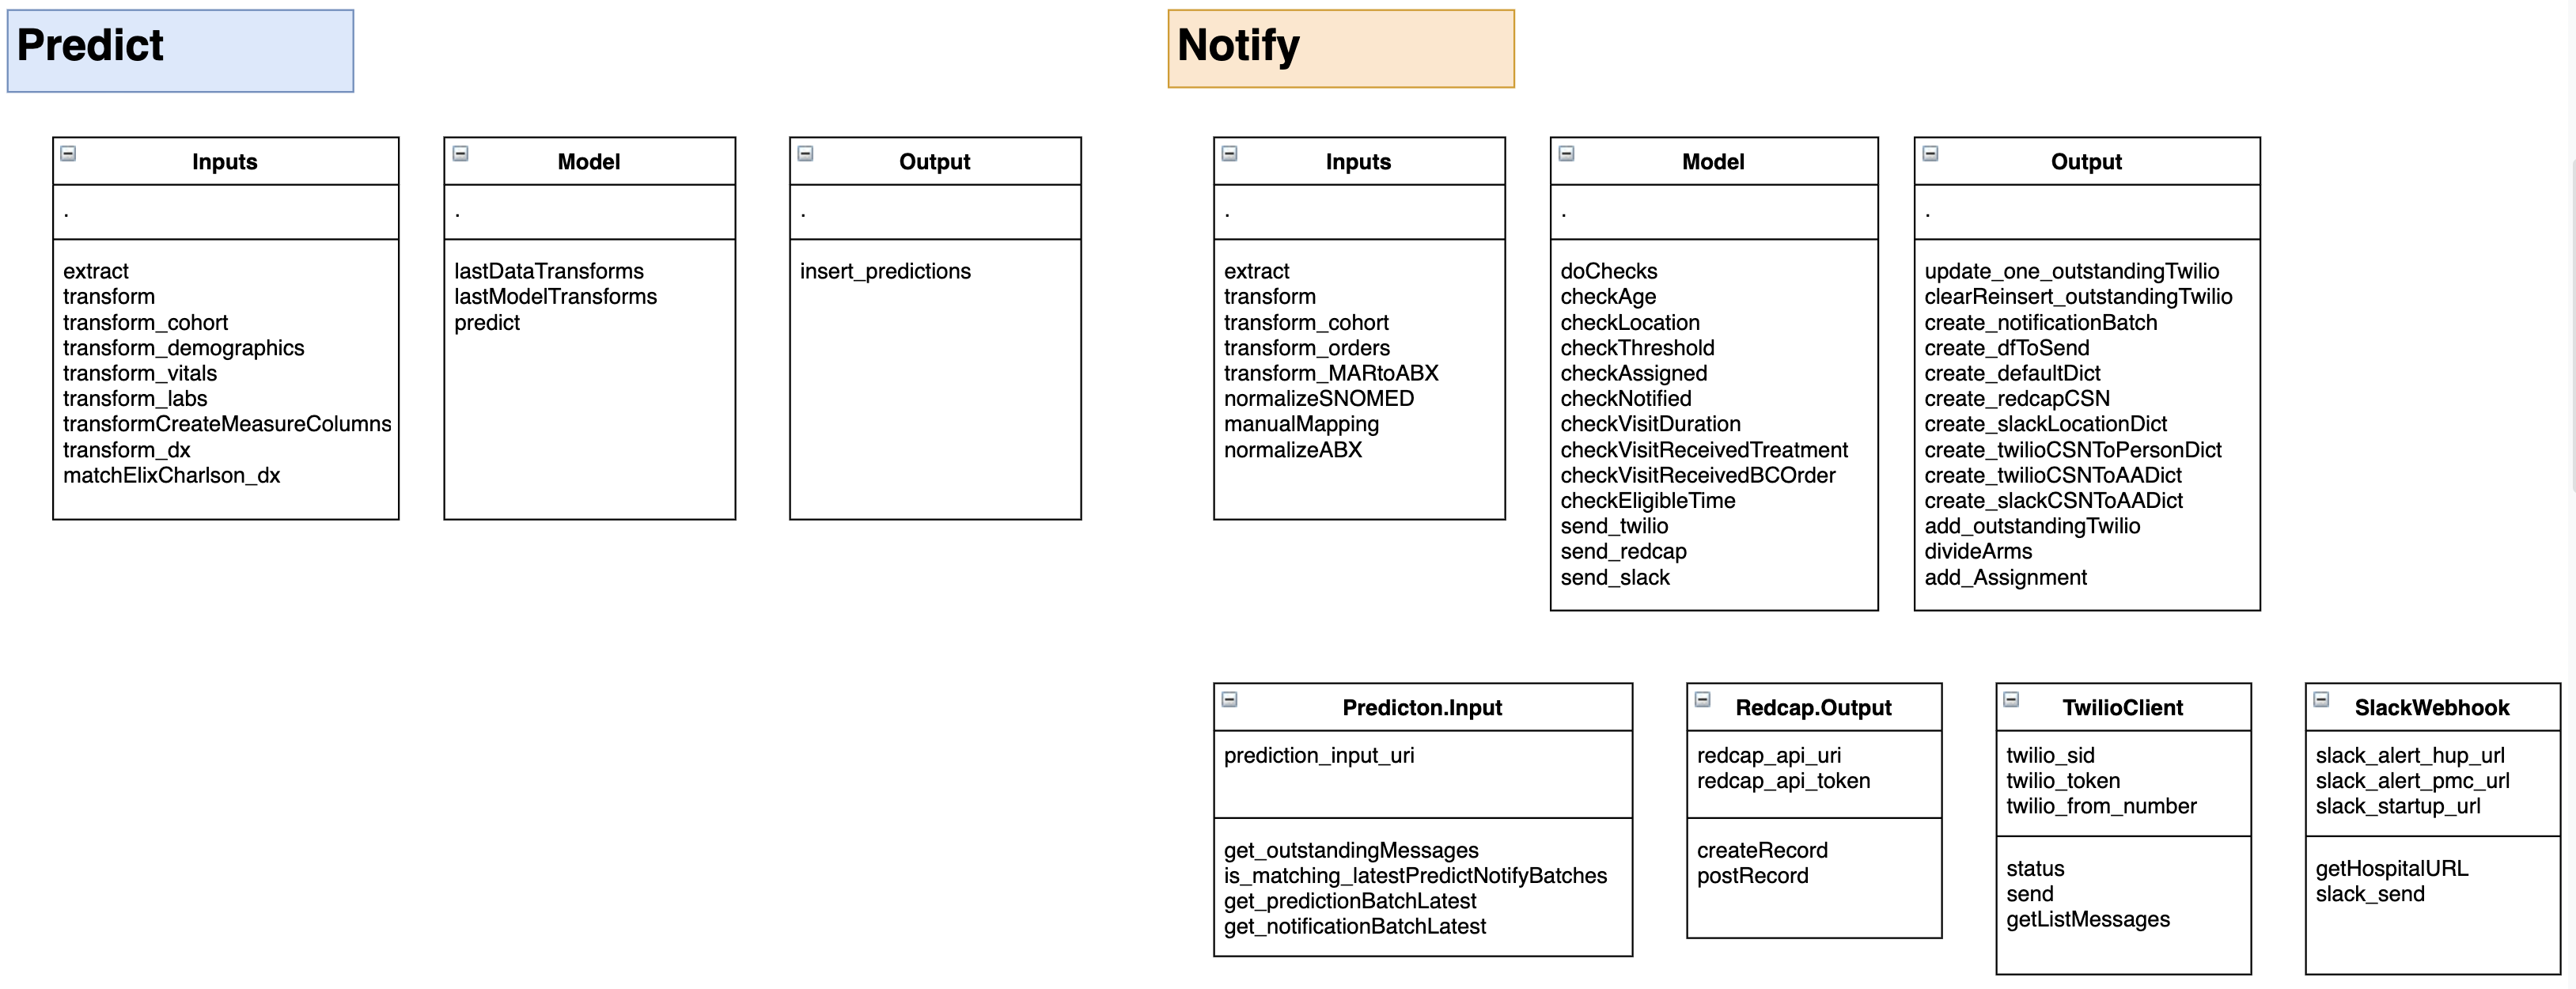 Predict
Inputs
.
extract
transform
transform_cohort
transform_demographics
transform_vitals
transform_labs
transformCreateMeasureColumns
transform_dx
matchElixCharlson_dx
Model
.
lastDataTransforms
lastModelTransforms
predict
Output
.
insert_predictions
Notify
Inputs
.
extract
transform
transform_cohort
transform_orders
transform_MARtoABX
normalizeSNOMED
manualMapping
normalizeABX
Model
.
doChecks
checkAge
checkLocation
checkThreshold
checkAssigned
checkNotified
checkVisitDuration
checkVisitReceivedTreatment
checkVisitReceivedBCOrder
checkEligibleTime
send_twilio
send_redcap
send_slack
Output
.
update_one_outstandingTwilio
clearReinsert_outstandingTwilio
create_notificationBatch
create_dfToSend
create_defaultDict
create_redcapCSN
create_slackLocationDict
create_twilioCSNToPersonDict
create_twilioCSNToAADict
create_slackCSNToAADict
add_outstandingTwilio
divideArms
add_Assignment
Predicton.Input
prediction_input_uri
get_outstandingMessages
is_matching_latestPredictNotifyBatches
get_predictionBatchLatest
get_notificationBatchLatest
Redcap.Output
redcap_api_uri
redcap_api_token
createRecord
postRecord
TwilioClient
twilio_sid
twilio_token
twilio_from_number
status
send
getListMessages
SlackWebhook
slack_alert_hup_url
slack_alert_pmc_url
slack_startup_url
getHospitalURL
slack_send